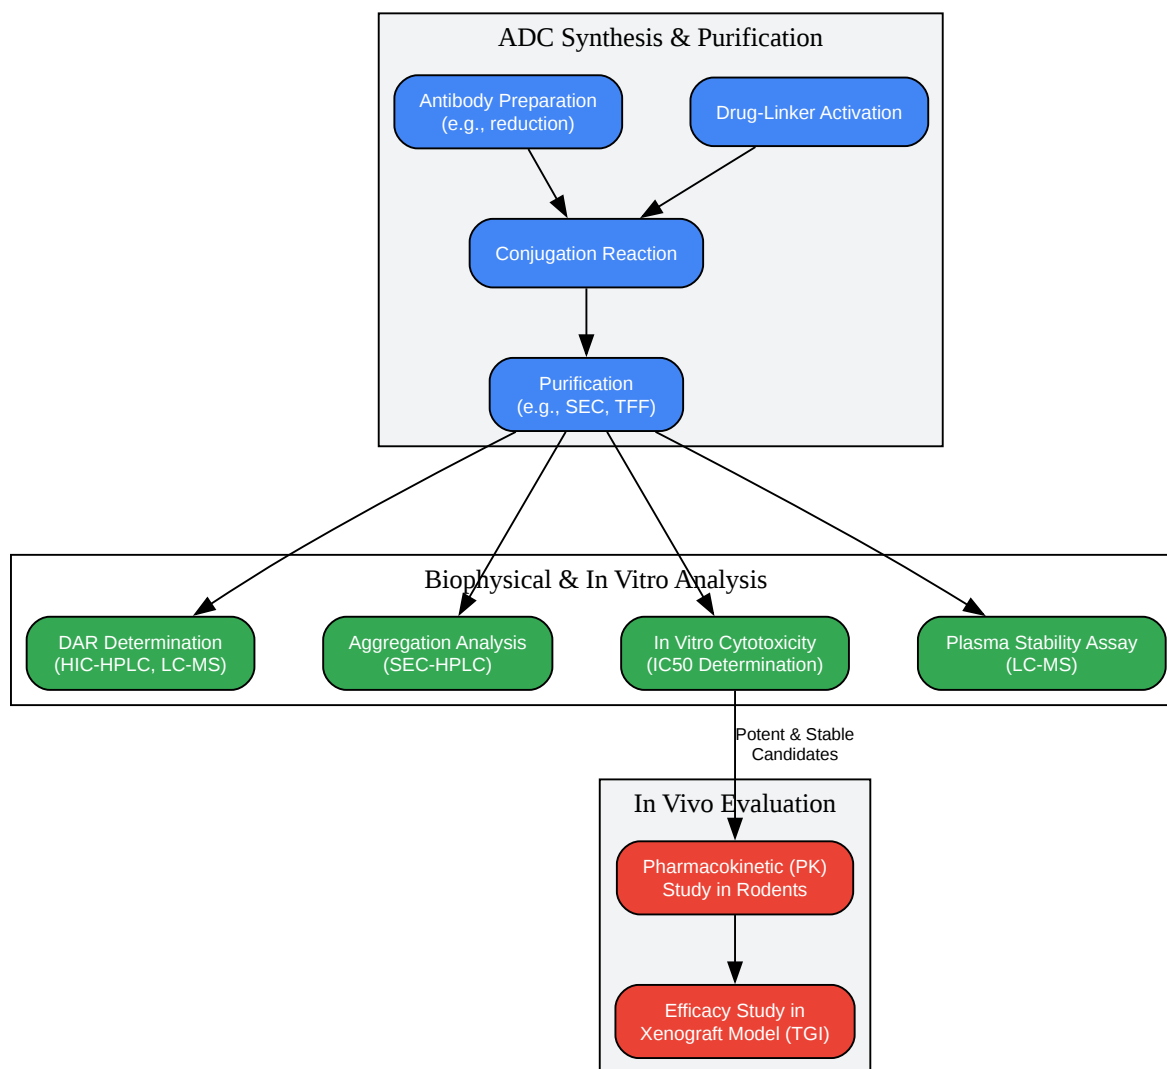 ADC Synthesis & Purification
Antibody Preparation
(e.g., reduction)
Drug-Linker Activation
Conjugation Reaction
Purification
(e.g., SEC, TFF)
Biophysical & In Vitro Analysis
DAR Determination
(HIC-HPLC, LC-MS)
Aggregation Analysis
(SEC-HPLC)
In Vitro Cytotoxicity
(IC50 Determination)
Plasma Stability Assay
(LC-MS)
Potent & Stable
Candidates
In Vivo Evaluation
Pharmacokinetic (PK)
Study in Rodents
Efficacy Study in
Xenograft Model (TGI)